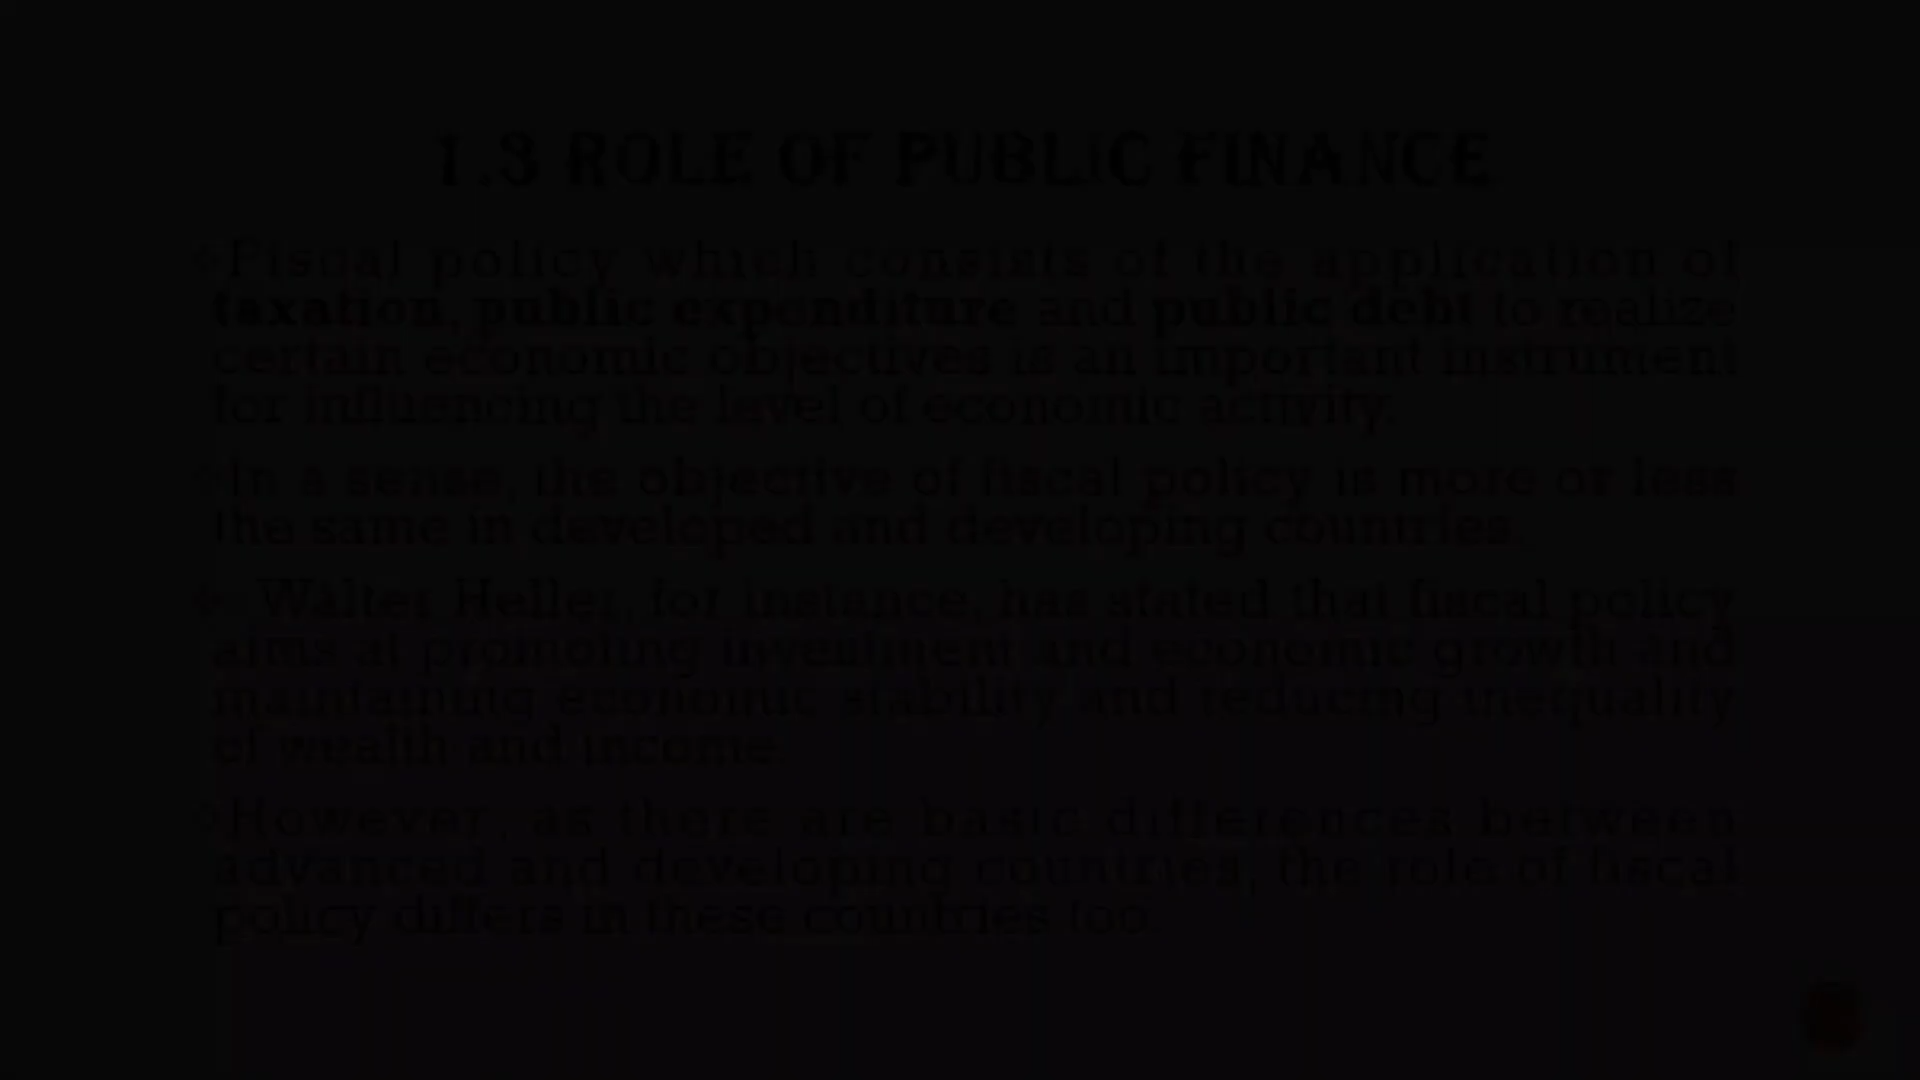 1.3 ROLE OF PUBLIC FINANCE
Fiscal policy which consists of the application of
taxation, public expenditure and public debt to realize
certain economic objectives is an important instrument
for influencing the level of economic activity.
In a sense, the objective of fiscal policy is more or less
the same in developed and developing countries.
Walter Heller, for instance, has stated that fiscal policy
aims at promoting investment and economic growth and
maintaining economic stability and reducing inequality
of wealth and income.
However, as there are basic differences between
advanced and developing countries, the role of fiscal
policy differs in these countries too.